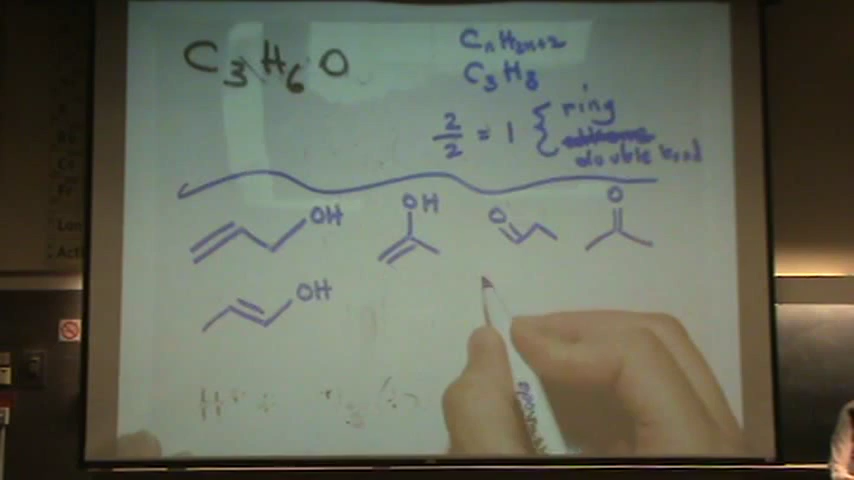 C3H6O
CnH2n+2
C3H8
2/2 = 1 { ring
double bond
OH
OH
O
O
OH